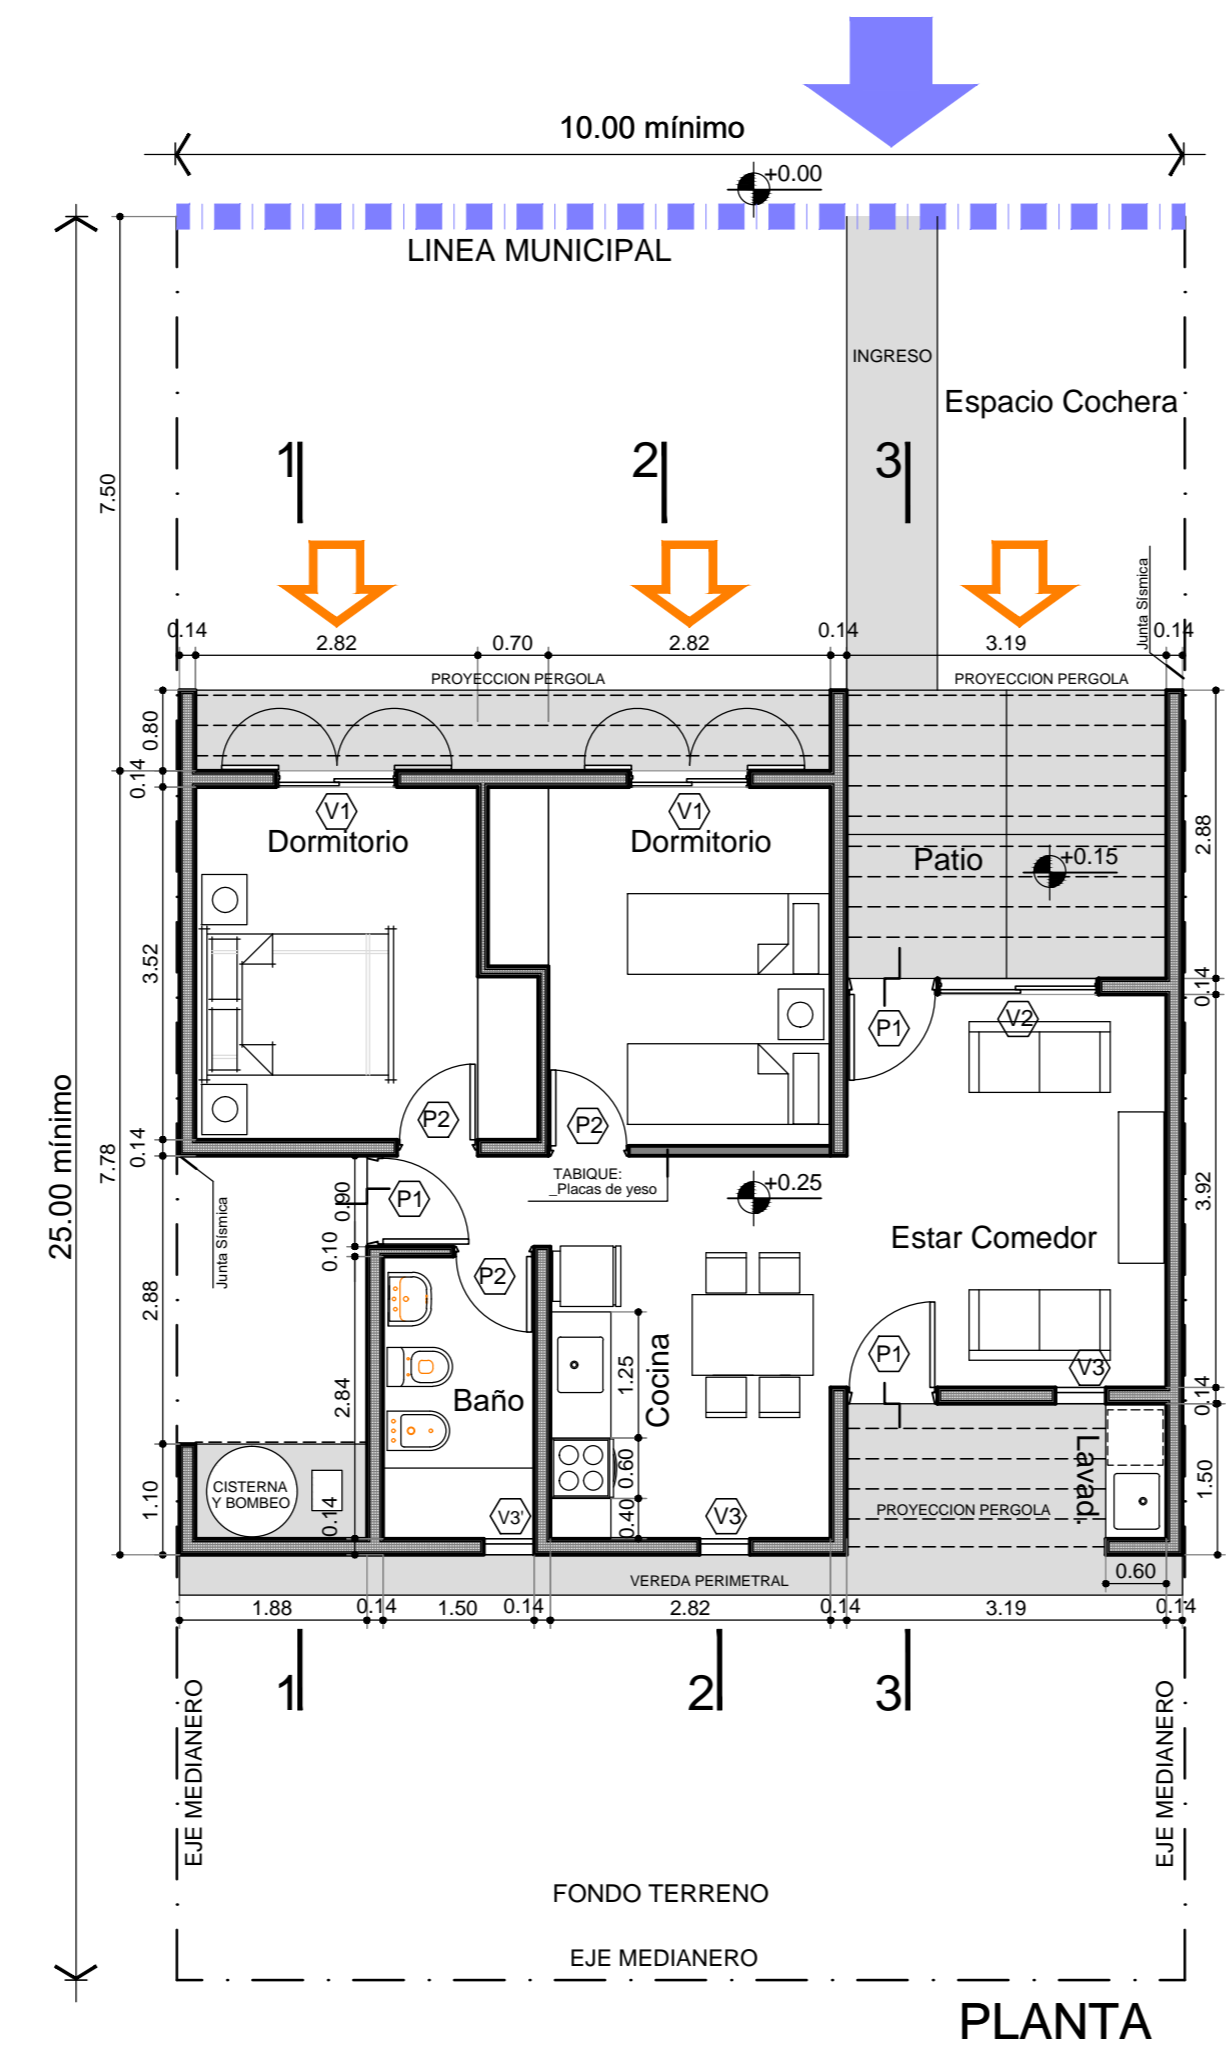 10.00 mínimo
+0.00
LINEA MUNICIPAL
INGRESO
Espacio Cochera
1
2
3
7.50
Junta Sísmica
0.14
2.82
0.70
2.82
0.14
3.19
0.14
PROYECCION PERGOLA
PROYECCION PERGOLA
0.80
0.14
V1
V1
Dormitorio
Dormitorio
Patio
+0.15
2.88
3.52
0.14
P1
V2
25.00 mínimo
7.78
0.14
P2
P2
TABIQUE:
_Placas de yeso
+0.25
3.92
0.90
P1
Estar Comedor
Junta Sísmica
0.10
P2
2.88
2.84
Baño
1.25
Cocina
P1
V3
0.14
1.10
CISTERNA
Y BOMBEO
0.14
V3'
0.60
0.40
V3
PROYECCION PERGOLA
Lavad.
1.50
VEREDA PERIMETRAL
0.60
1.88
0.14
1.50
0.14
2.82
0.14
3.19
0.14
1
2
3
EJE MEDIANERO
EJE MEDIANERO
FONDO TERRENO
EJE MEDIANERO
PLANTA